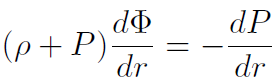 (ρ + P) dΦ/dr = − dP/dr